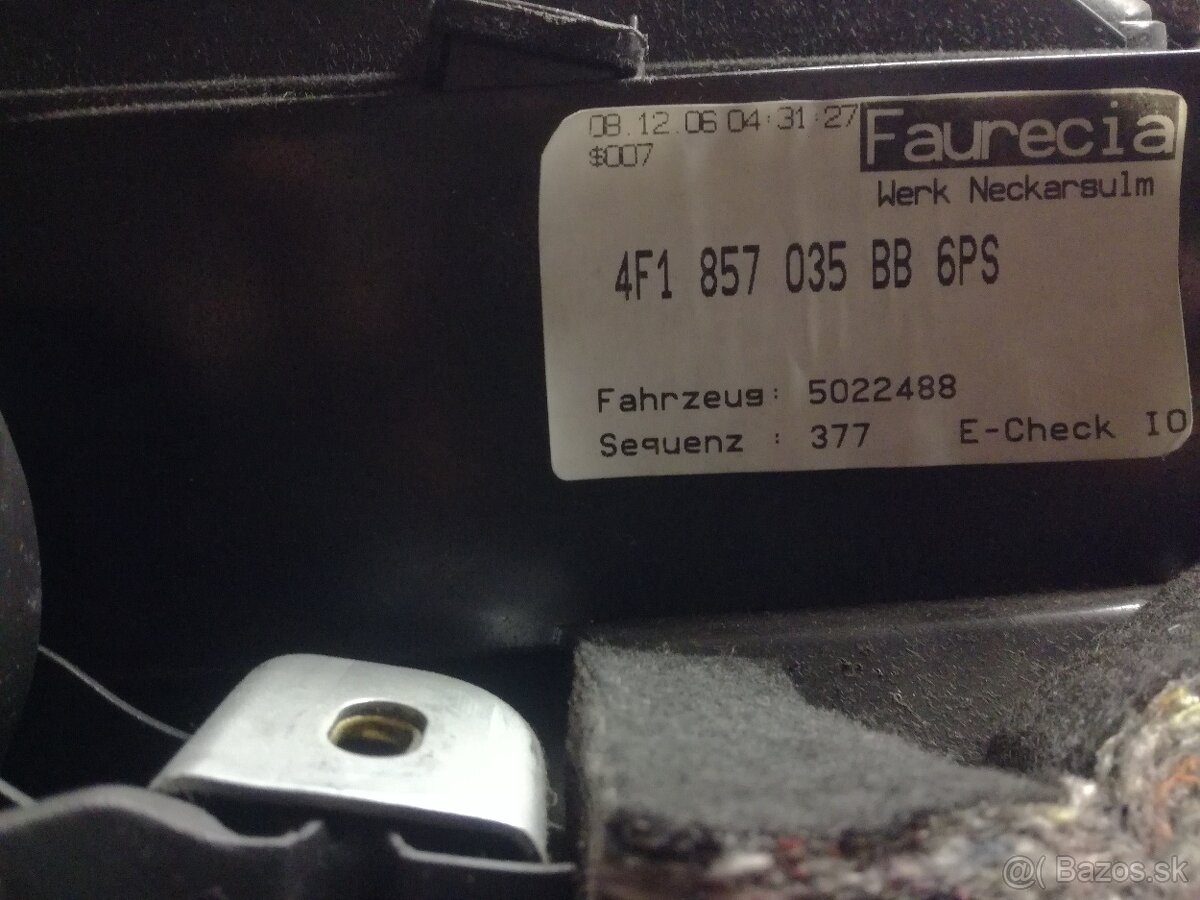 08.12.06 04:31:27
$007
Faurecia
Werk Neckarsulm
4F1 857 035 BB 6PS
Fahrzeug: 5022488
Sequenz : 377 E-Check IO
@( Bazos.sk